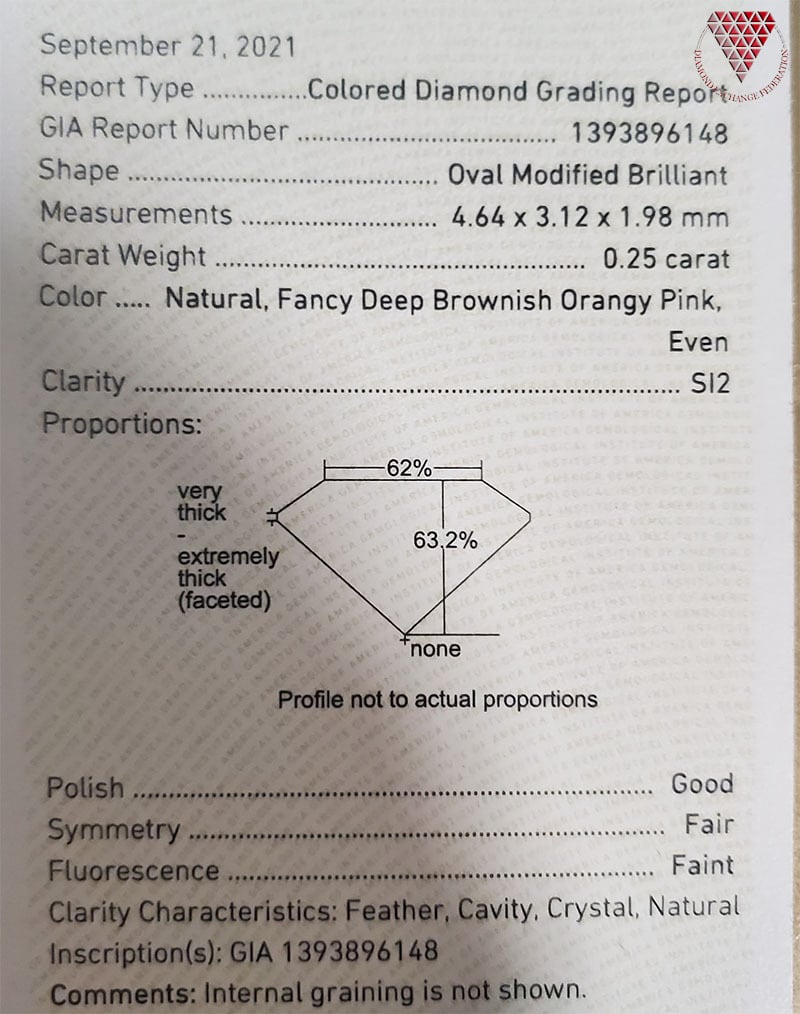 September 21, 2021
Report Type ...............Colored Diamond Grading Report
GIA Report Number ...................................... 1393896148
Shape .......................................... Oval Modified Brilliant
Measurements ............................. 4.64 x 3.12 x 1.98 mm
Carat Weight ...................................................... 0.25 carat
Color ..... Natural, Fancy Deep Brownish Orangy Pink,
Even
Clarity ................................................................................ SI2
Proportions:
62%
very
thick
-
extremely
thick
(faceted)
63.2%
none
Profile not to actual proportions
Polish ........................................................................ Good
Symmetry ................................................................. Fair
Fluorescence .......................................................... Faint
Clarity Characteristics: Feather, Cavity, Crystal, Natural
Inscription(s): GIA 1393896148
Comments: Internal graining is not shown.
DIAMOND EXCHANGE FEDERATION